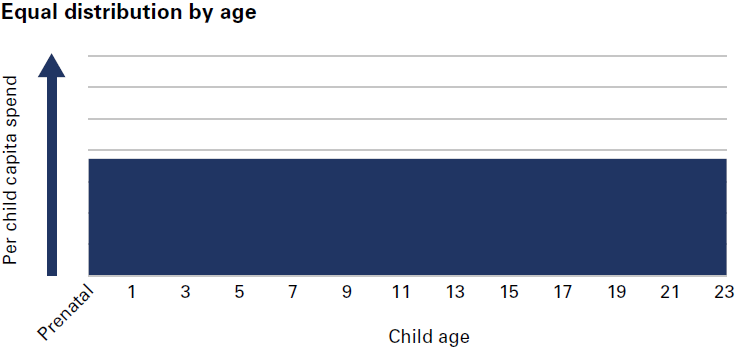 Equal distribution by age
Per child capita spend
Prenatal 1 3 5 7 9 11 13 15 17 19 21 23
Child age